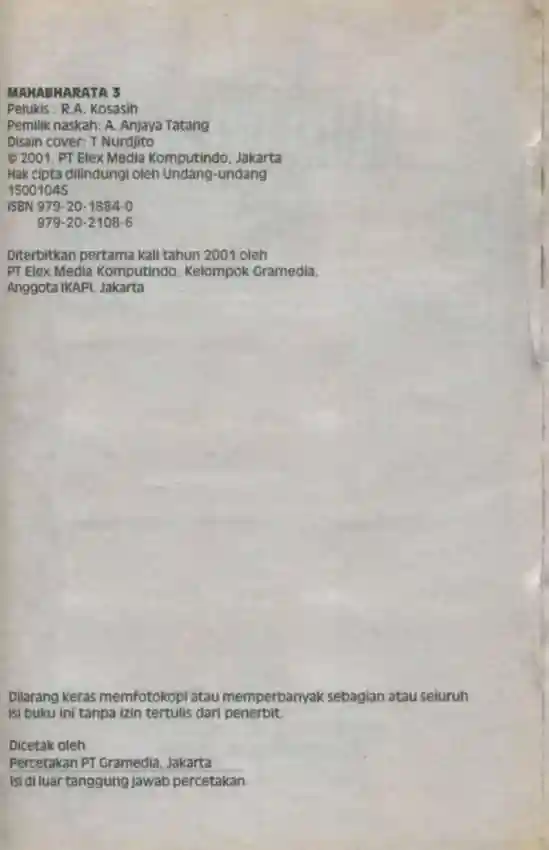 MAHABHARATA 3
Pelukis : R.A. Kosasih
Pemilik naskah: A. Anjaya Tatang
Disain cover: T Nurdjito
© 2001, PT Elex Media Komputindo, Jakarta
Hak cipta dilindungi oleh Undang-undang
15001045
ISBN 979-20-1884-0
979-20-2108-6
Diterbitkan pertama kali tahun 2001 oleh
PT Elex Media Komputindo, Kelompok Gramedia,
Anggota IKAPI, Jakarta
Dilarang keras memfotokopi atau memperbanyak sebagian atau seluruh
isi buku ini tanpa izin tertulis dari penerbit.
Dicetak oleh
Percetakan PT Gramedia, Jakarta
Isi di luar tanggung jawab percetakan